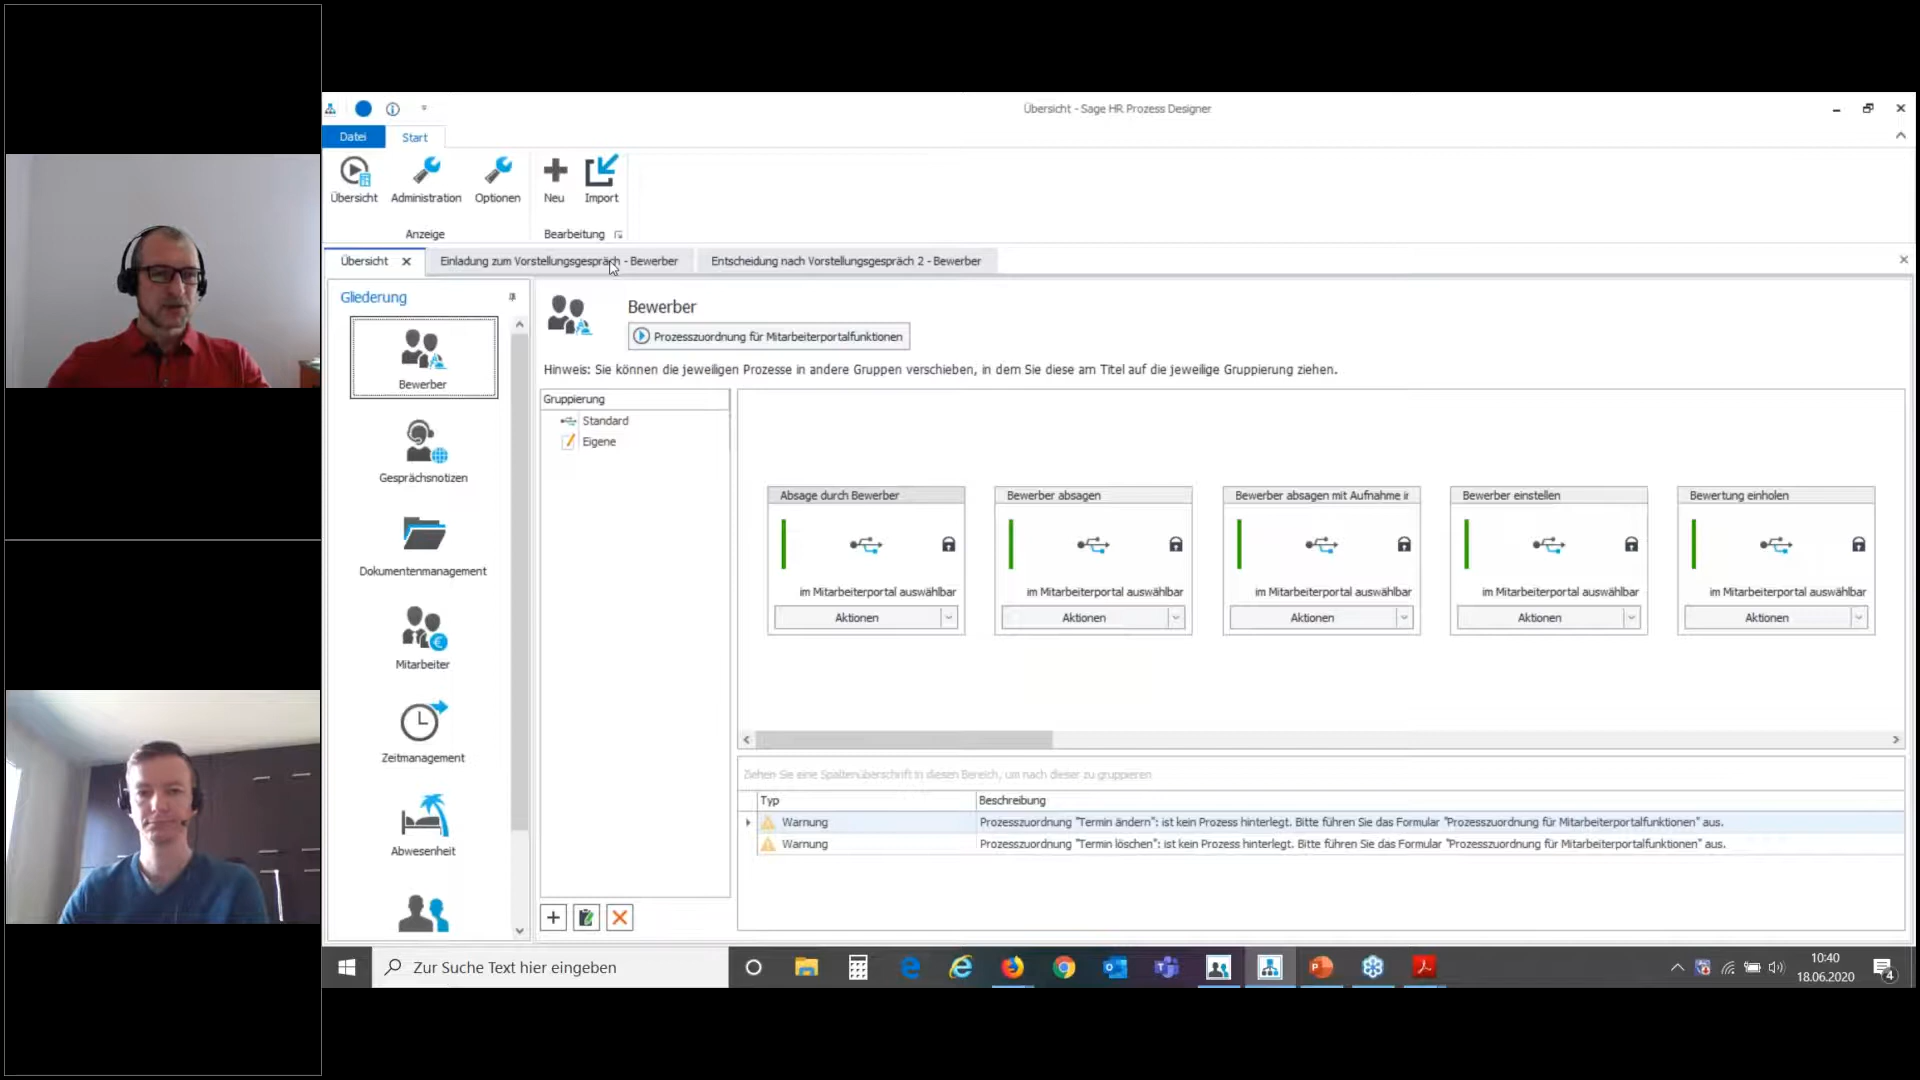 Übersicht - Sage HR Prozess Designer
Datei
Start
Übersicht
Administration
Optionen
Neu
Import
Anzeige
Bearbeitung
Übersicht
Einladung zum Vorstellungsgespräch - Bewerber
Entscheidung nach Vorstellungsgespräch 2 - Bewerber
Gliederung
Bewerber
Gesprächsnotizen
Dokumentenmanagement
Mitarbeiter
Zeitmanagement
Abwesenheit
Bewerber
Prozesszuordnung für Mitarbeiterportalfunktionen
Hinweis: Sie können die jeweiligen Prozesse in andere Gruppen verschieben, in dem Sie diese am Titel auf die jeweilige Gruppierung ziehen.
Gruppierung
Standard
Eigene
Absage durch Bewerber
im Mitarbeiterportal auswählbar
Aktionen
Bewerber absagen
im Mitarbeiterportal auswählbar
Aktionen
Bewerber absagen mit Aufnahme ir
im Mitarbeiterportal auswählbar
Aktionen
Bewerber einstellen
im Mitarbeiterportal auswählbar
Aktionen
Bewertung einholen
im Mitarbeiterportal auswählbar
Aktionen
Ziehen Sie eine Spaltenüberschrift in diesen Bereich, um nach dieser zu gruppieren
Typ Beschreibung
Warnung Prozesszuordnung "Termin ändern": ist kein Prozess hinterlegt. Bitte führen Sie das Formular "Prozesszuordnung für Mitarbeiterportalfunktionen" aus.
Warnung Prozesszuordnung "Termin löschen": ist kein Prozess hinterlegt. Bitte führen Sie das Formular "Prozesszuordnung für Mitarbeiterportalfunktionen" aus.
Zur Suche Text hier eingeben
10:40
18.06.2020
4